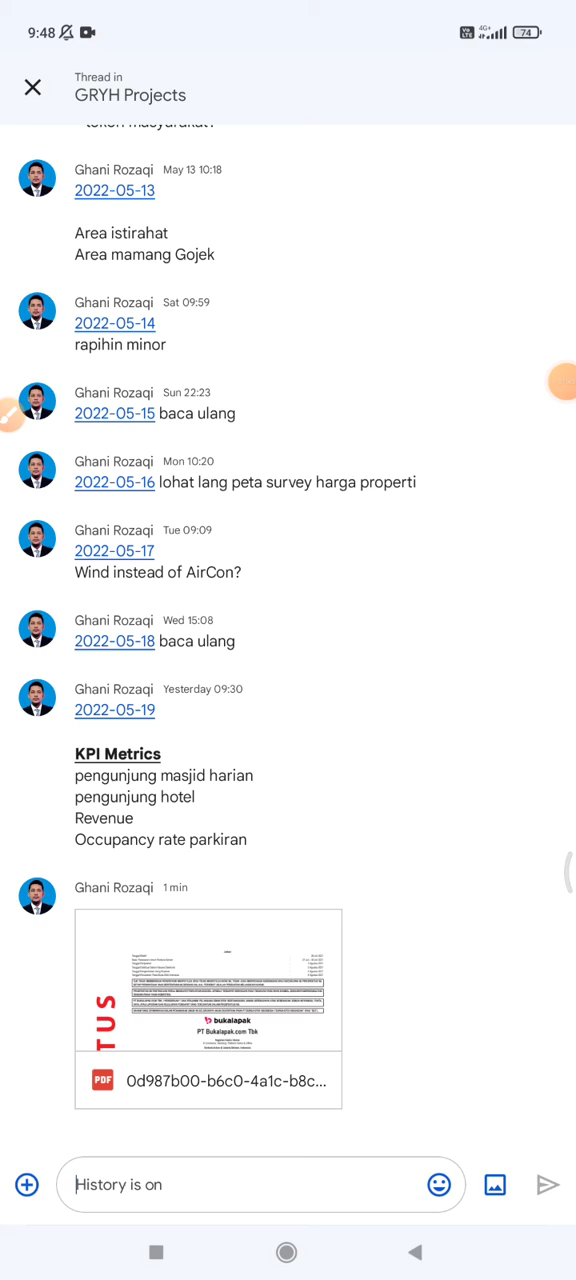 9:48
Vo LTE
4G+
74
Thread in
GRYH Projects
Ghani Rozaqi May 13 10:18
2022-05-13
Area istirahat
Area mamang Gojek
Ghani Rozaqi Sat 09:59
2022-05-14
rapihin minor
Ghani Rozaqi Sun 22:23
2022-05-15 baca ulang
Ghani Rozaqi Mon 10:20
2022-05-16 lohat lang peta survey harga properti
Ghani Rozaqi Tue 09:09
2022-05-17
Wind instead of AirCon?
Ghani Rozaqi Wed 15:08
2022-05-18 baca ulang
Ghani Rozaqi Yesterday 09:30
2022-05-19
KPI Metrics
pengunjung masjid harian
pengunjung hotel
Revenue
Occupancy rate parkiran
Ghani Rozaqi 1 min
TUS
bukalapak
PT Bukalapak.com Tbk
PDF 0d987b00-b6c0-4a1c-b8c...
History is on